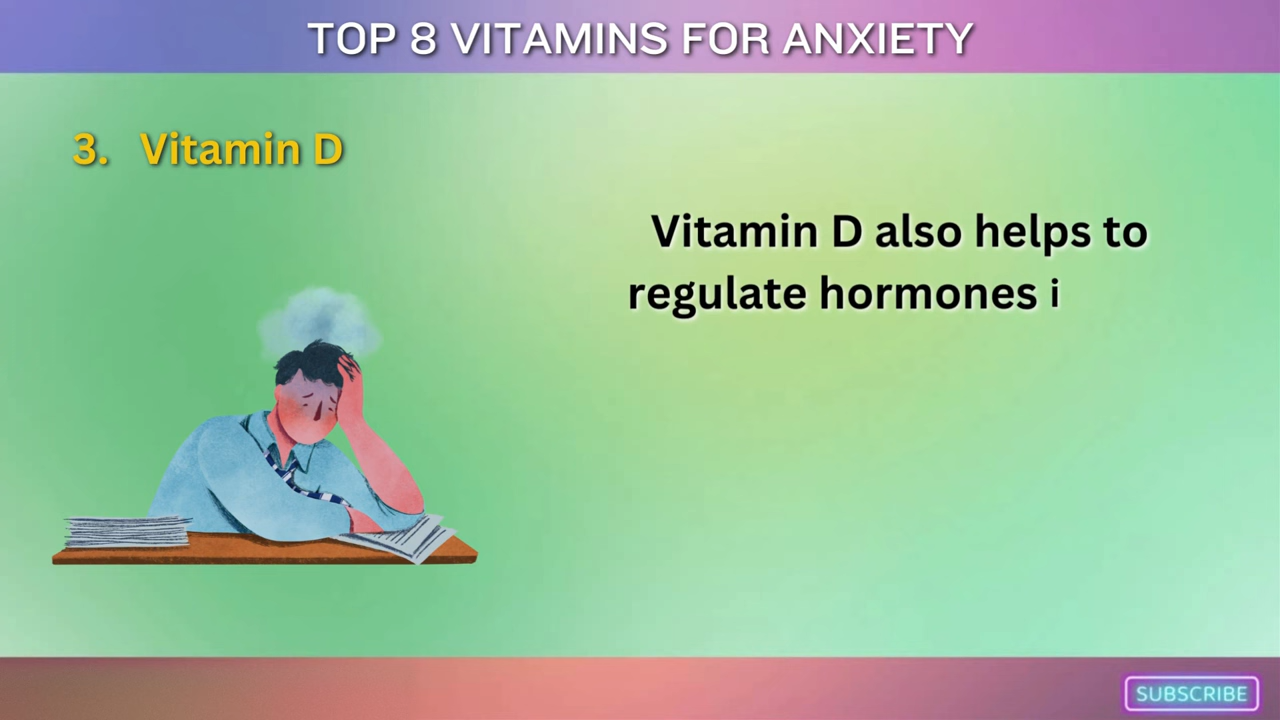 TOP 8 VITAMINS FOR ANXIETY
3. Vitamin D
Vitamin D also helps to
regulate hormones i
SUBSCRIBE